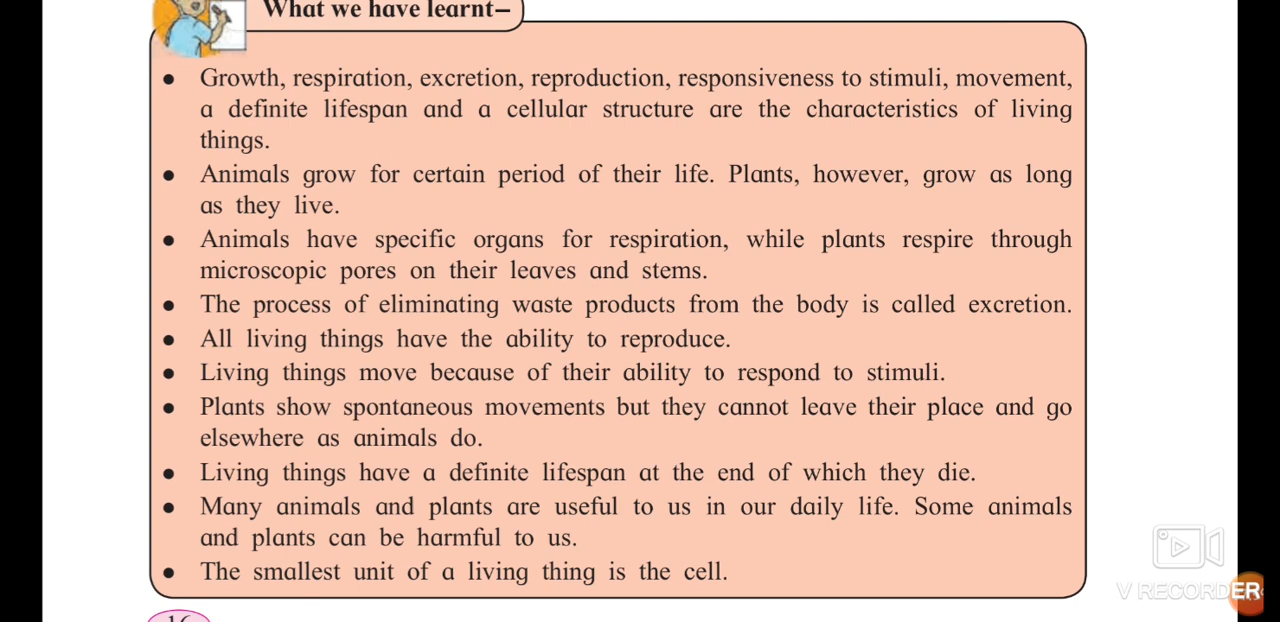 What we have learnt–
• Growth, respiration, excretion, reproduction, responsiveness to stimuli, movement,
a definite lifespan and a cellular structure are the characteristics of living
things.
• Animals grow for certain period of their life. Plants, however, grow as long
as they live.
• Animals have specific organs for respiration, while plants respire through
microscopic pores on their leaves and stems.
• The process of eliminating waste products from the body is called excretion.
• All living things have the ability to reproduce.
• Living things move because of their ability to respond to stimuli.
• Plants show spontaneous movements but they cannot leave their place and go
elsewhere as animals do.
• Living things have a definite lifespan at the end of which they die.
• Many animals and plants are useful to us in our daily life. Some animals
and plants can be harmful to us.
• The smallest unit of a living thing is the cell.
V RECORDER